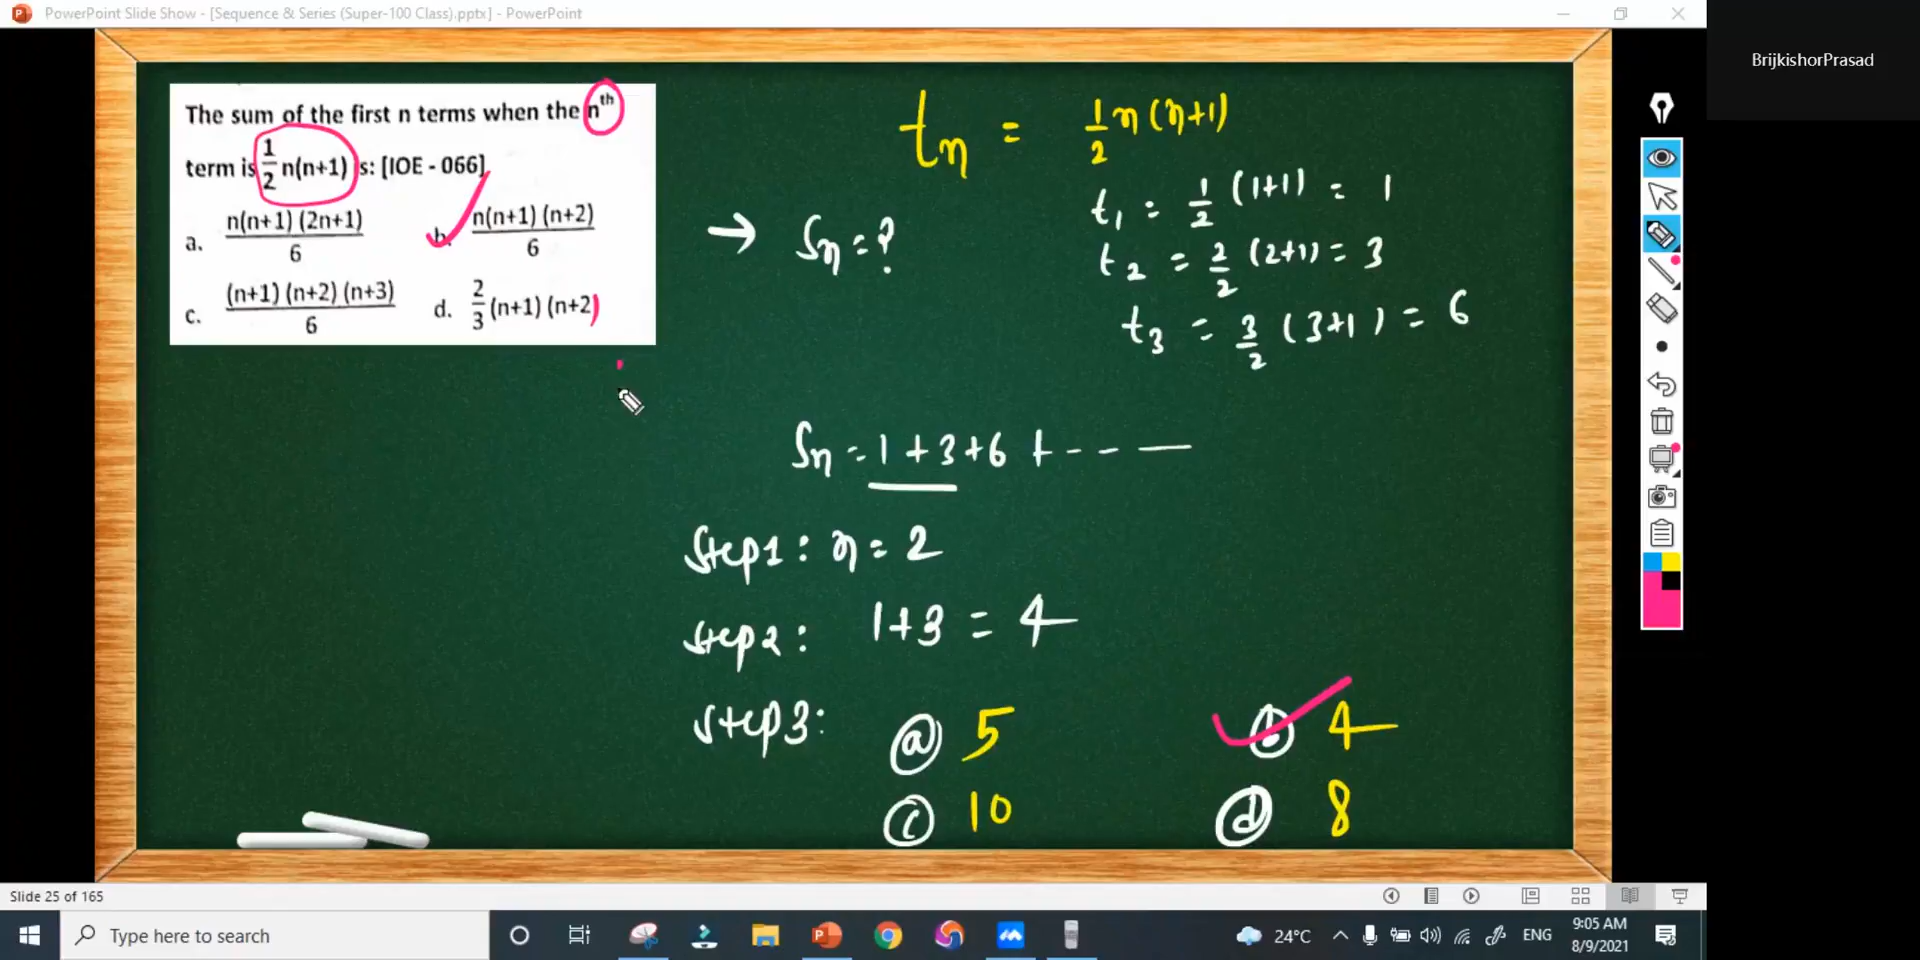 PowerPoint Slide Show - [Sequence & Series (Super-100 Class).pptx] - PowerPoint
BrijkishorPrasad
The sum of the first n terms when the nth
term is 1/2 n(n+1) is: [IOE - 066]
a. n(n+1) (2n+1)/6
b. n(n+1) (n+2)/6
c. (n+1) (n+2) (n+3)/6
d. 2/3 (n+1) (n+2)
tn = 1/2 n(n+1)
→ Sn = ?
t1 = 1/2 (1+1) = 1
t2 = 2/2 (2+1) = 3
t3 = 3/2 (3+1) = 6
Sn = 1 + 3 + 6 + - - —
Step1: n = 2
Step2: 1+3 = 4
Step3:
a 5
b 4
c 10
d 8
Slide 25 of 165
Type here to search
24°C
ENG
9:05 AM
8/9/2021